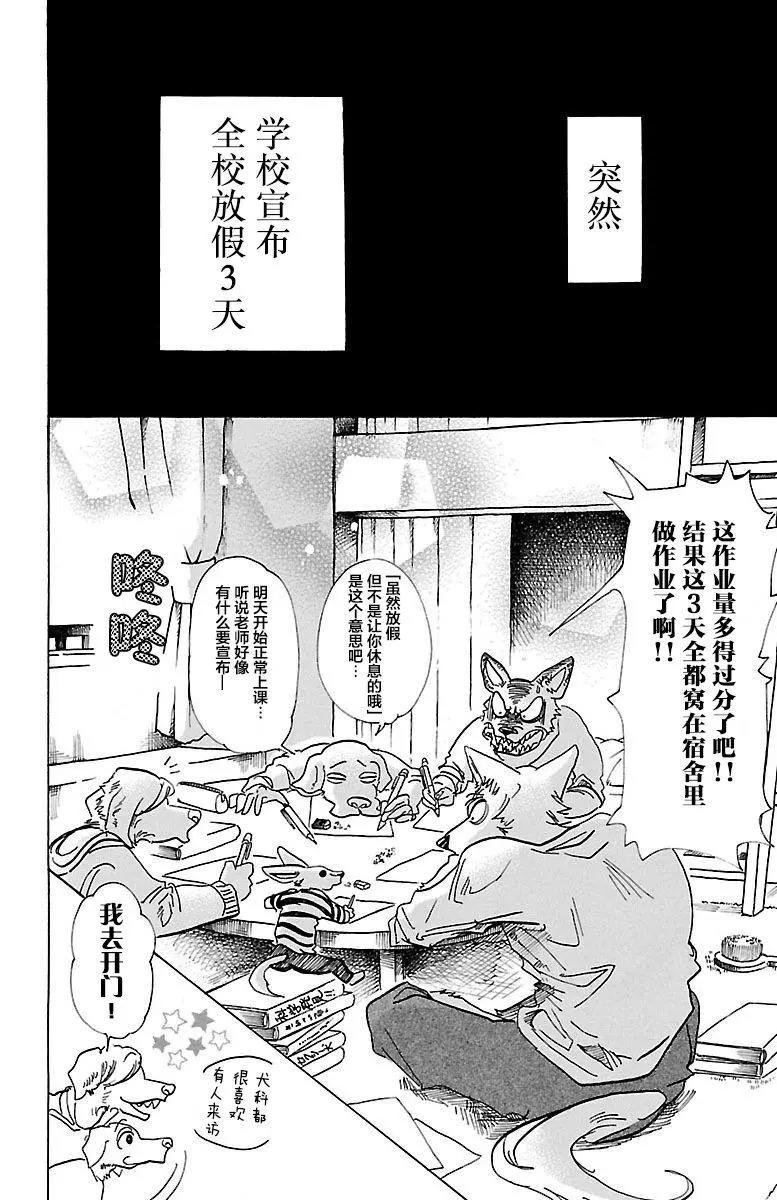 突然
学校宣布
全校放假3天
这作业量多得过分了吧!!
结果这3天全都窝在宿舍里
做作业了啊!!
「虽然放假
但不是让你休息的哦」
是这个意思吧…
明天开始正常上课…
听说老师好像
有什么要宣布—
咚咚
我去开门!
犬科都
很喜欢
有人来访